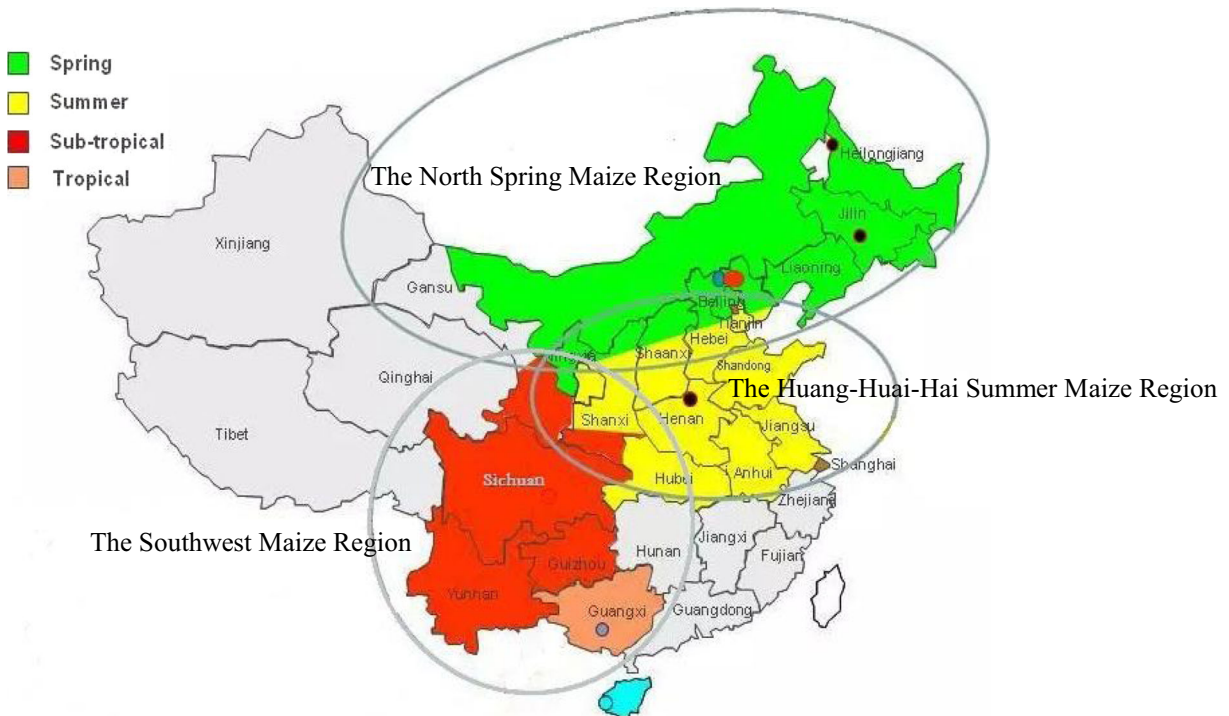 Spring
Summer
Sub-tropical
Tropical
The North Spring Maize Region
Heilongjiang
Jilin
Liaoning
Xinjiang
Gansu
Beijing
Tianjin
Hebei
Ningxia
Shaanxi
Shandong
Qinghai
The Huang-Huai-Hai Summer Maize Region
Shanxi
Henan
Jiangsu
Tibet
Shanghai
Anhui
Hubei
Sichuan
Zhejiang
The Southwest Maize Region
Hunan
Jiangxi
Fujian
Guizhou
Yunnan
Guangxi
Guangdong